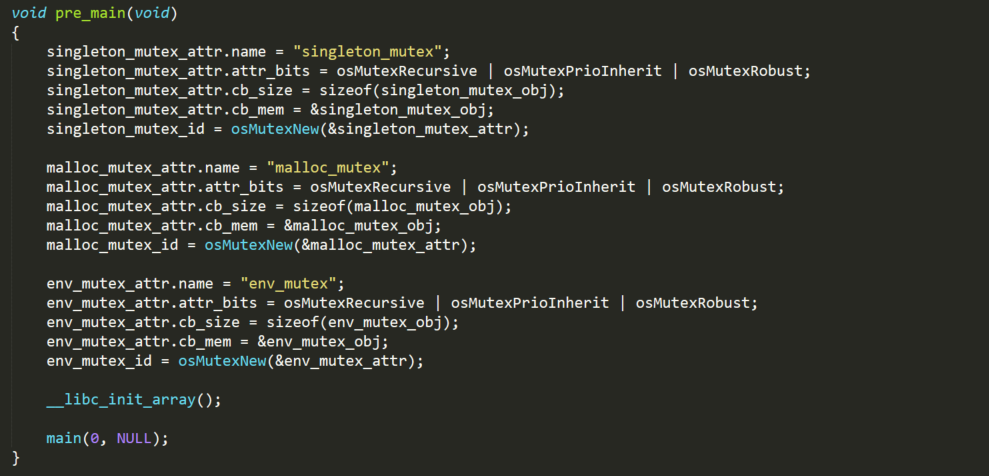 void pre_main(void)
{
    singleton_mutex_attr.name = "singleton_mutex";
    singleton_mutex_attr.attr_bits = osMutexRecursive | osMutexPrioInherit | osMutexRobust;
    singleton_mutex_attr.cb_size = sizeof(singleton_mutex_obj);
    singleton_mutex_attr.cb_mem = &singleton_mutex_obj;
    singleton_mutex_id = osMutexNew(&singleton_mutex_attr);

    malloc_mutex_attr.name = "malloc_mutex";
    malloc_mutex_attr.attr_bits = osMutexRecursive | osMutexPrioInherit | osMutexRobust;
    malloc_mutex_attr.cb_size = sizeof(malloc_mutex_obj);
    malloc_mutex_attr.cb_mem = &malloc_mutex_obj;
    malloc_mutex_id = osMutexNew(&malloc_mutex_attr);

    env_mutex_attr.name = "env_mutex";
    env_mutex_attr.attr_bits = osMutexRecursive | osMutexPrioInherit | osMutexRobust;
    env_mutex_attr.cb_size = sizeof(env_mutex_obj);
    env_mutex_attr.cb_mem = &env_mutex_obj;
    env_mutex_id = osMutexNew(&env_mutex_attr);

    __libc_init_array();

    main(0, NULL);
}